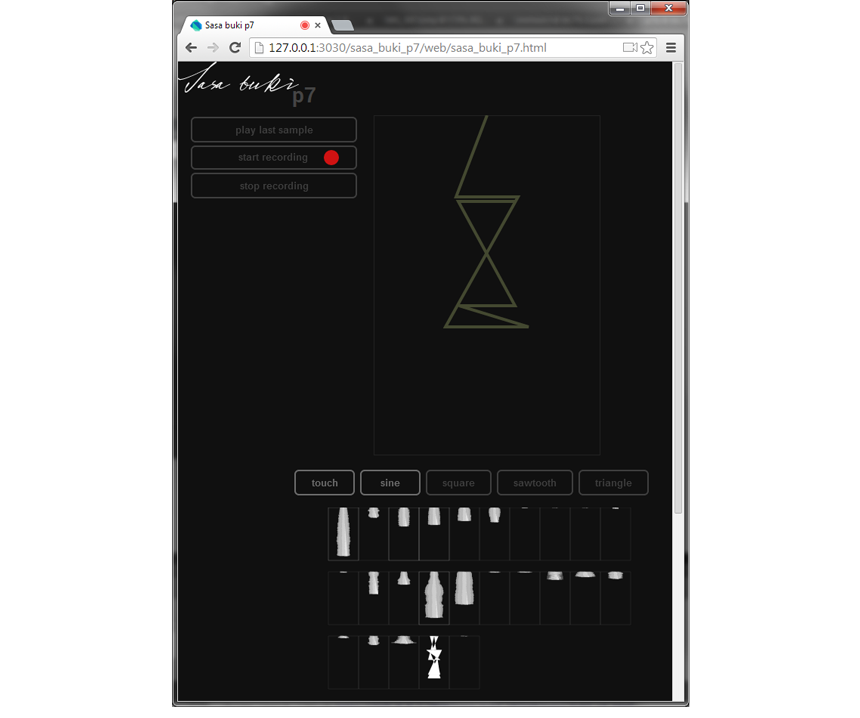 Sasa buki p7
127.0.0.1:3030/sasa_buki_p7/web/sasa_buki_p7.html
Sasa buki
p7
play last sample
start recording
stop recording
touch sine square sawtooth triangle